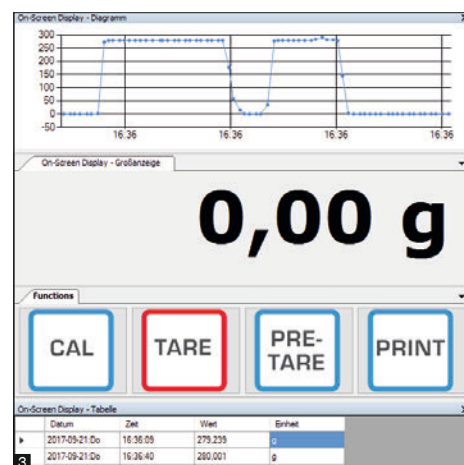 On-Screen Display - Diagramm
300
250
200
150
100
50
0
-50
16:36 16:36 16:36 16:36
On-Screen Display - Großanzeige
0,00 g
Functions
CAL TARE PRE-TARE PRINT
On-Screen Display - Tabelle
Datum Zeit Wert Einheit
2017-09-21:Do 16:36:09 279,239 g
2017-09-21:Do 16:36:40 280,001 g
3